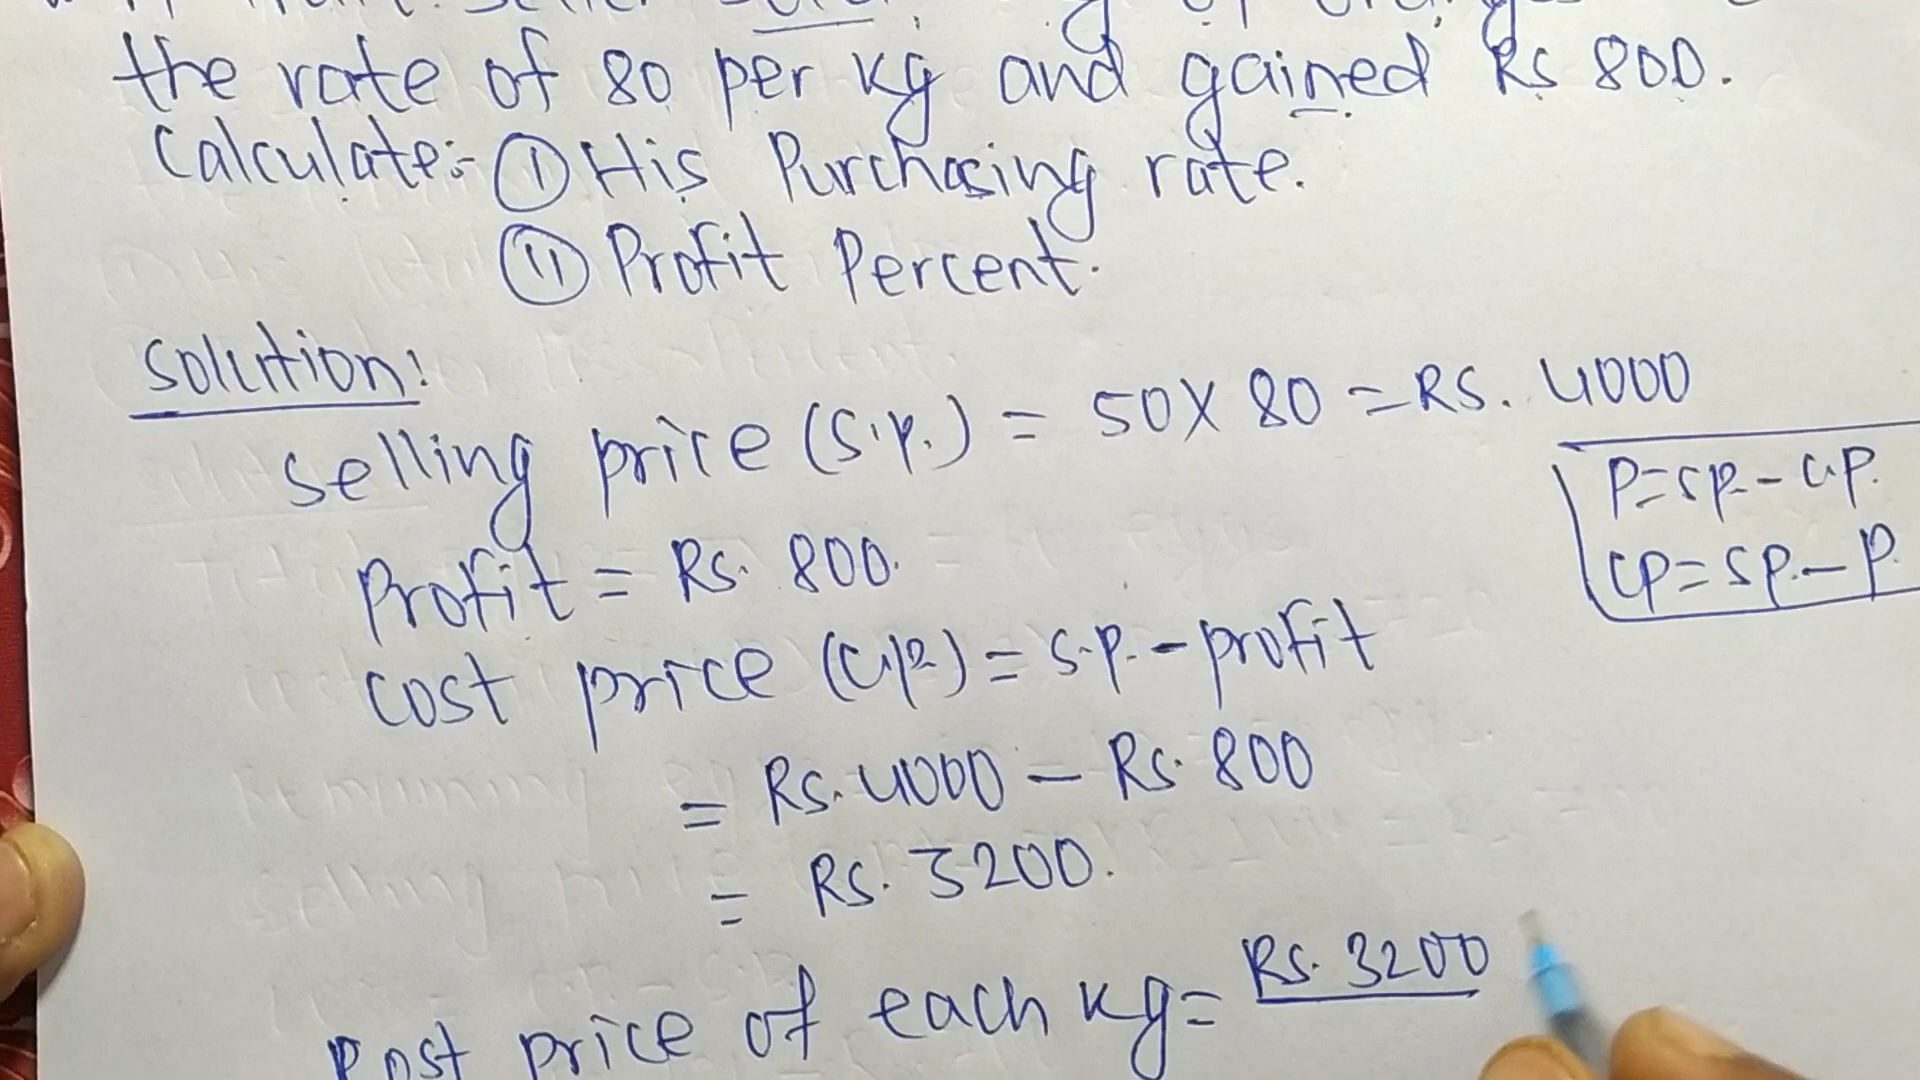 the rate of 80 per kg and gained Rs 800.
Calculate:- (I) His Purchasing rate.
(II) Profit Percent.
Solution:
Selling price (S.P.) = 50 X 80 = RS. 4000
P=SP-C.P.
CP=SP.-P.
Profit = RS. 800.
Cost price (C.P.) = S.P. - profit
= RS. 4000 - RS. 800
= RS. 3200.
Cost price of each kg = RS. 3200